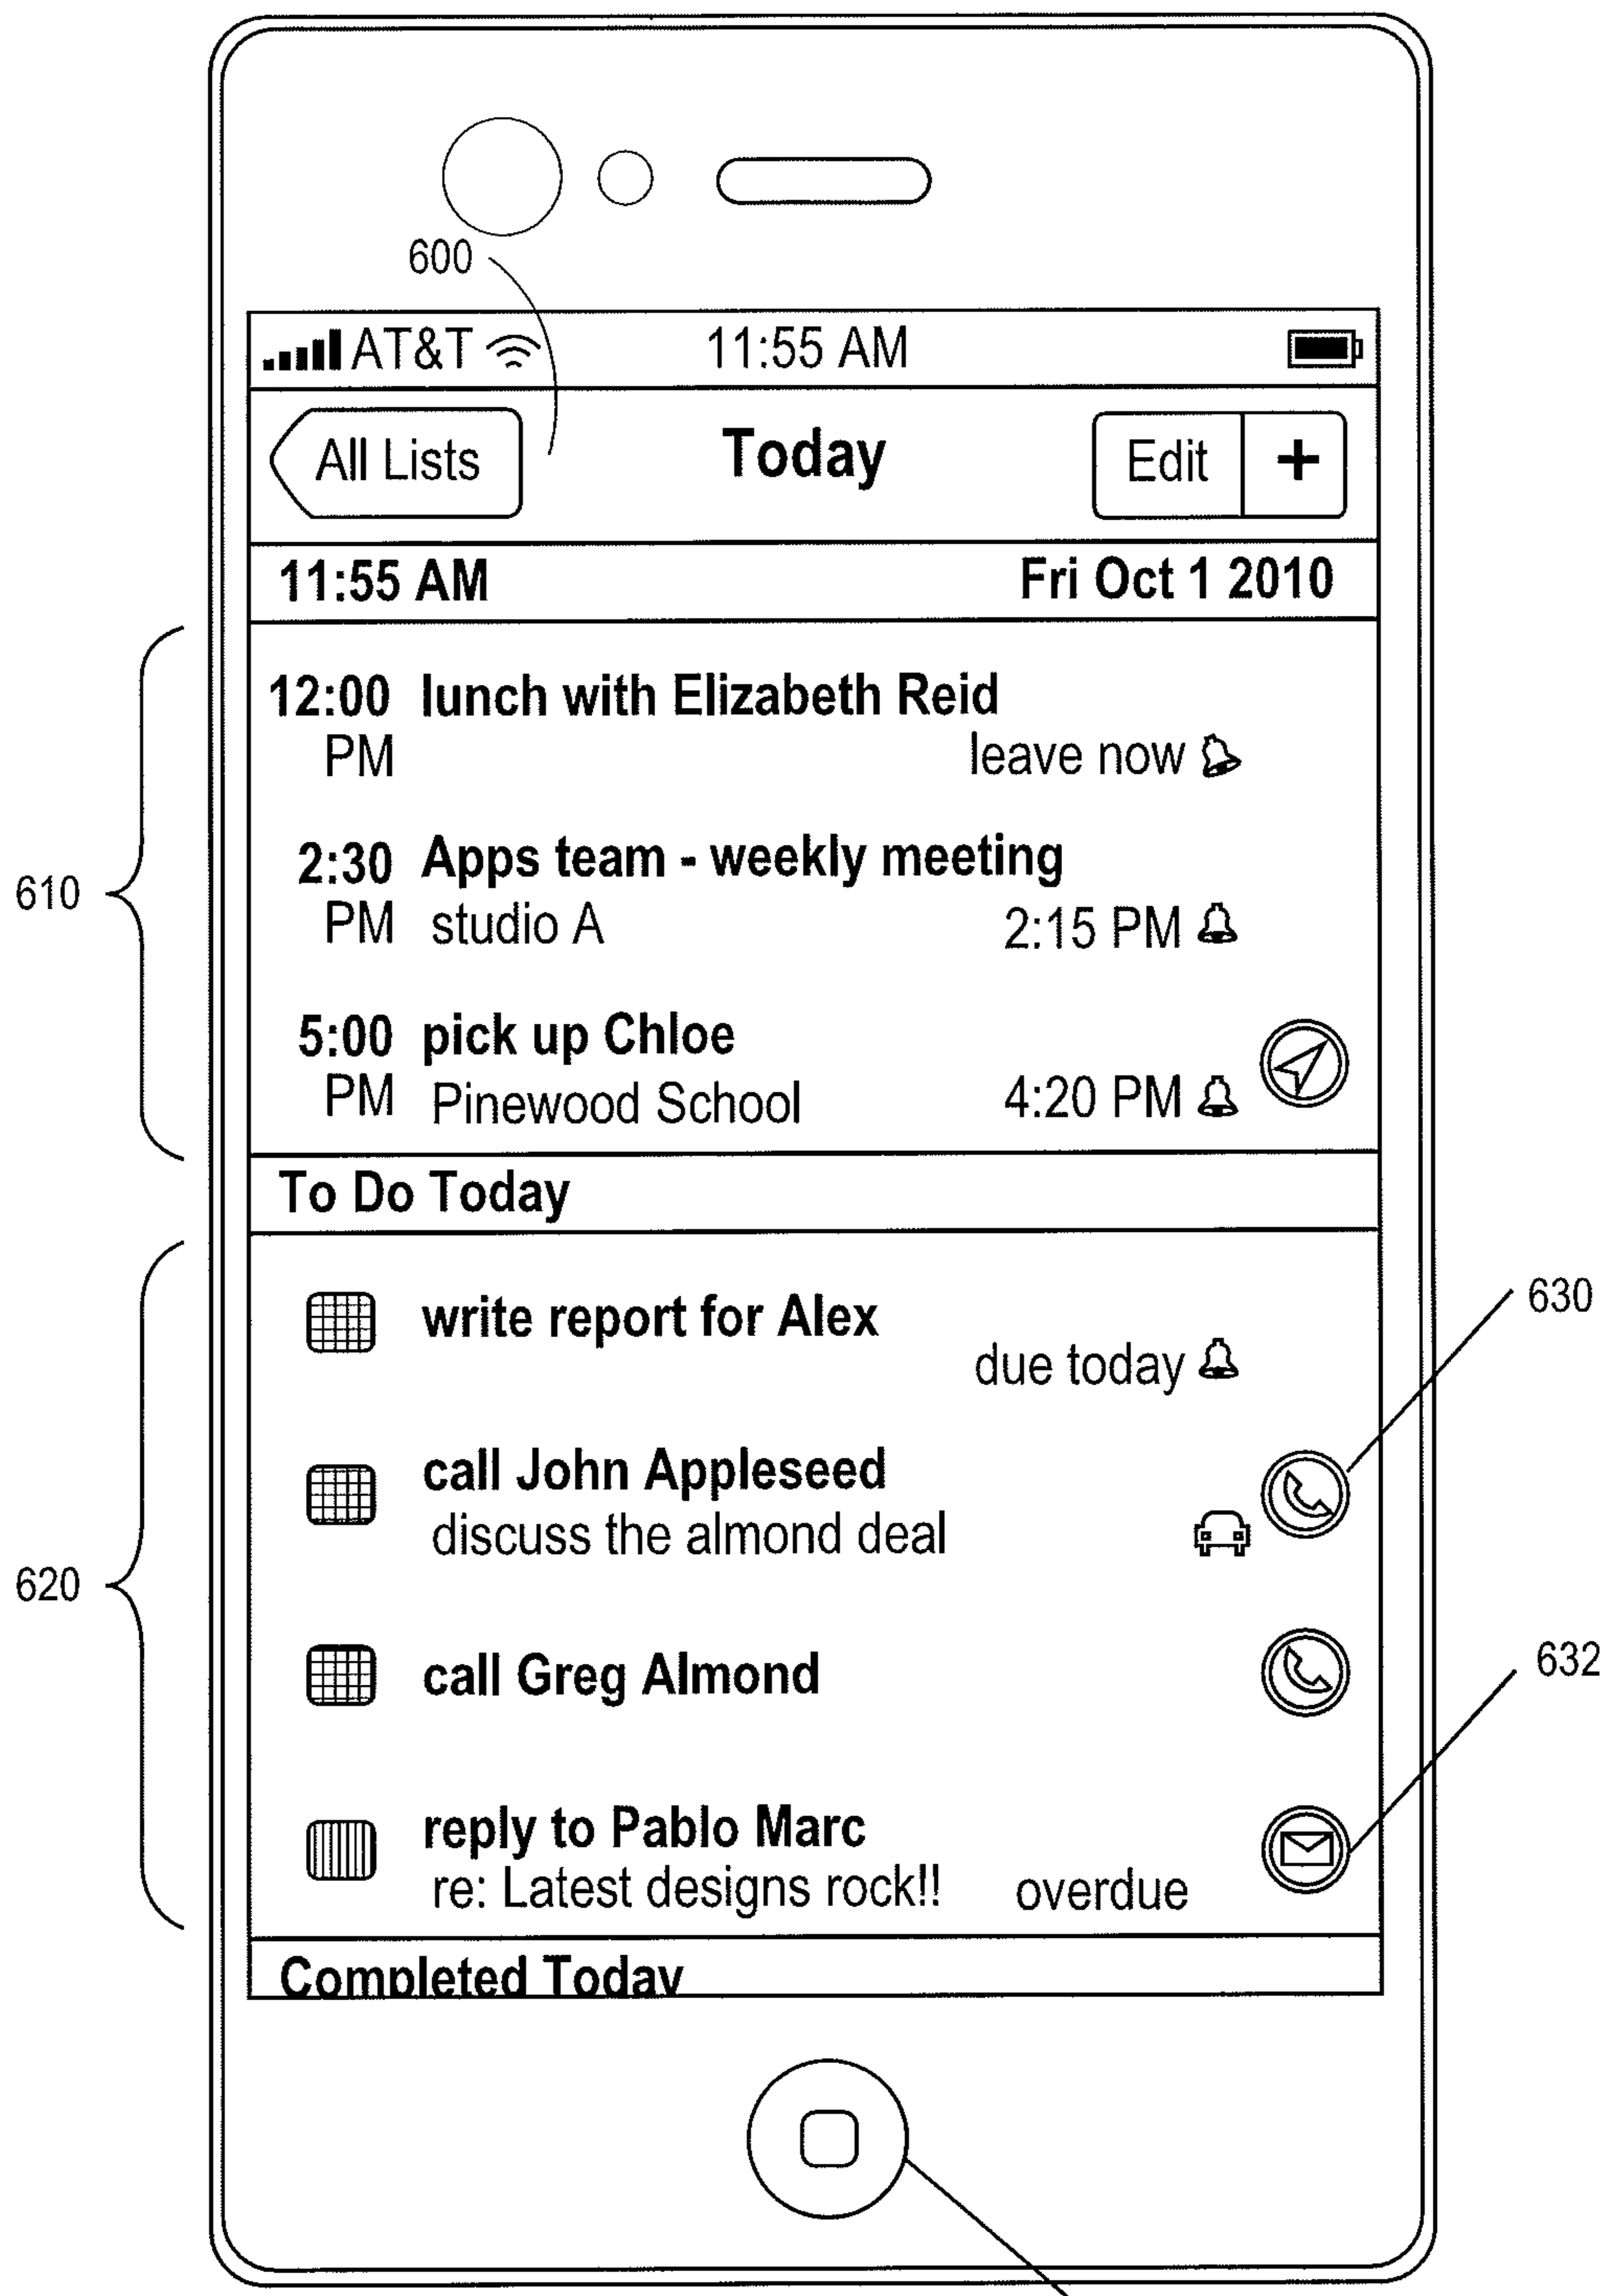 600
AT&T 11:55 AM
All Lists Today Edit +
11:55 AM Fri Oct 1 2010
12:00 lunch with Elizabeth Reid
PM leave now
610
2:30 Apps team - weekly meeting
PM studio A 2:15 PM
5:00 pick up Chloe
PM Pinewood School 4:20 PM
To Do Today
write report for Alex
630
due today
call John Appleseed
discuss the almond deal
620
call Greg Almond
632
reply to Pablo Marc
re: Latest designs rock!! overdue
Completed Today